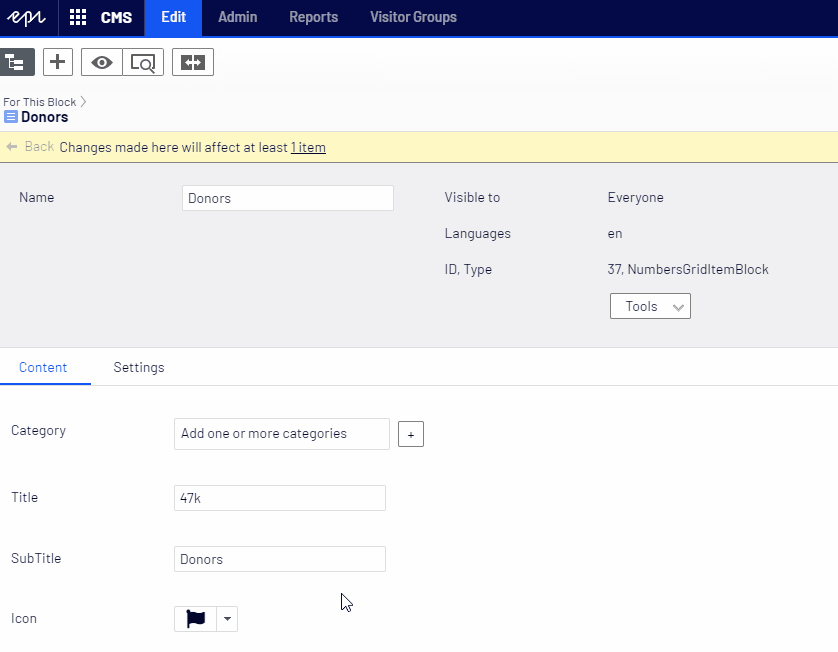 epi CMS Edit Admin Reports Visitor Groups
For This Block
Donors
Back Changes made here will affect at least 1 item
Name Donors Visible to Everyone
Languages en
ID, Type 37, NumbersGridItemBlock
Tools
Content Settings
Category Add one or more categories +
Title 47k
SubTitle Donors
Icon